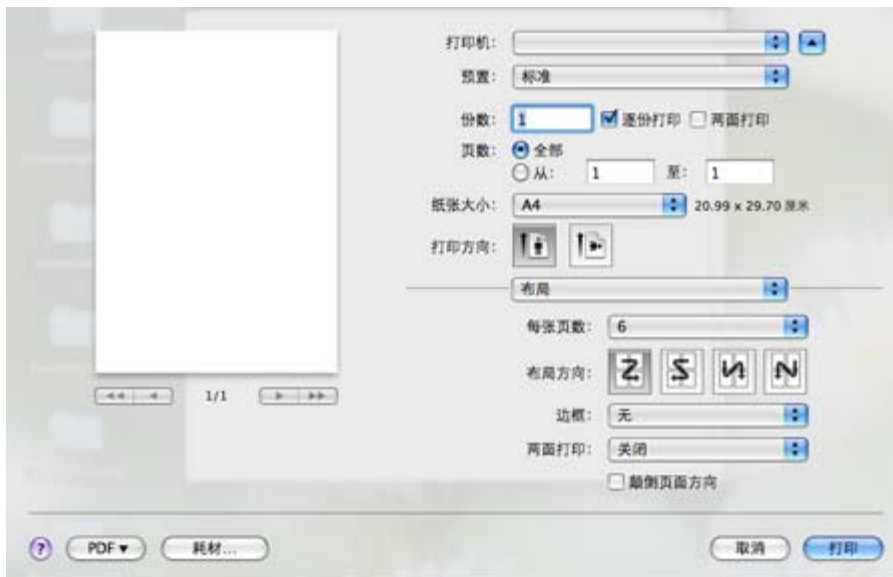 打印机:
预置: 标准
份数: 1 逐份打印 两面打印
页数: 全部
从: 1 至: 1
纸张大小: A4 20.99 x 29.70 厘米
打印方向:
布局
每张页数: 6
布局方向:
1/1
边框: 无
两面打印: 关闭
颠倒页面方向
? PDF 耗材... 取消 打印